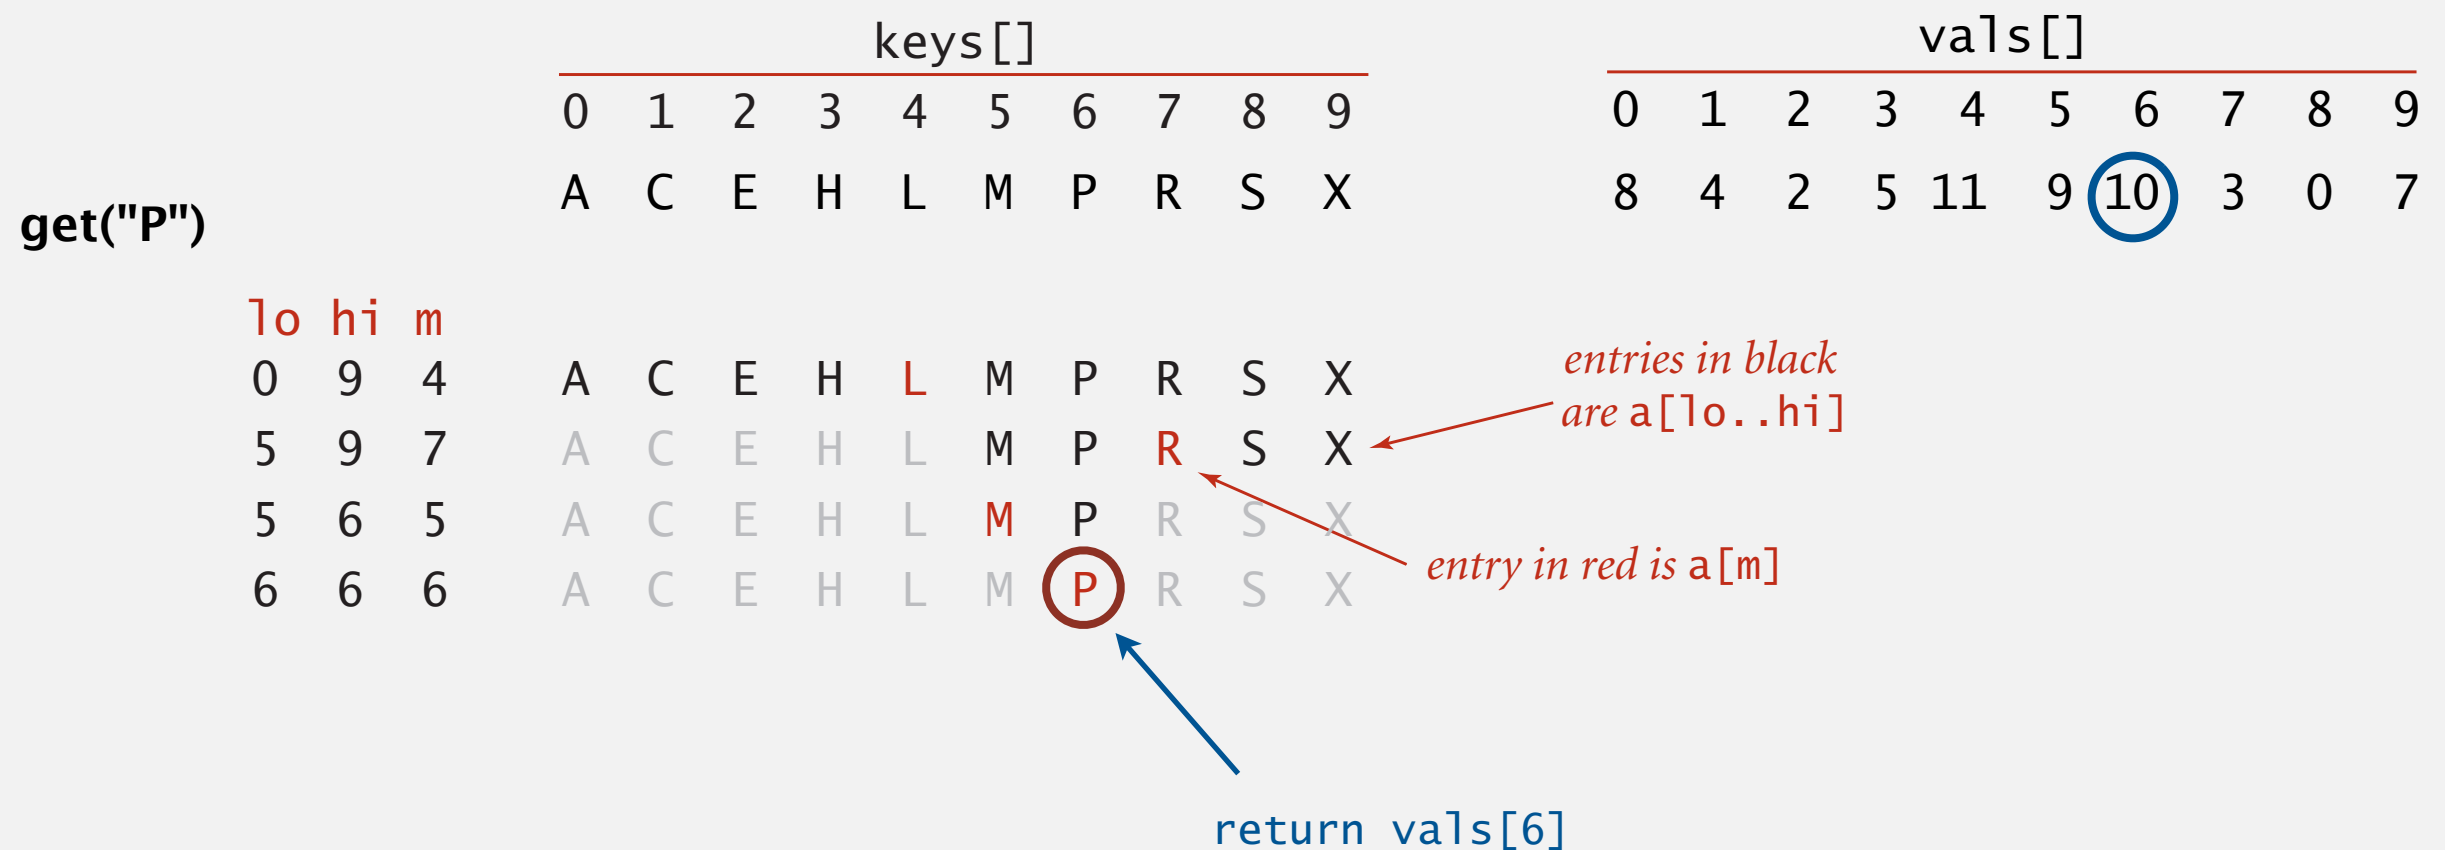 keys[] vals[]
0 1 2 3 4 5 6 7 8 9 0 1 2 3 4 5 6 7 8 9
A C E H L M P R S X 8 4 2 5 11 9 10 3 0 7
get("P")
lo hi m
0 9 4 A C E H L M P R S X
entries in black
are a[lo..hi]
5 9 7 A C E H L M P R S X
5 6 5 A C E H L M P R S X
entry in red is a[m]
6 6 6 A C E H L M P R S X
return vals[6]